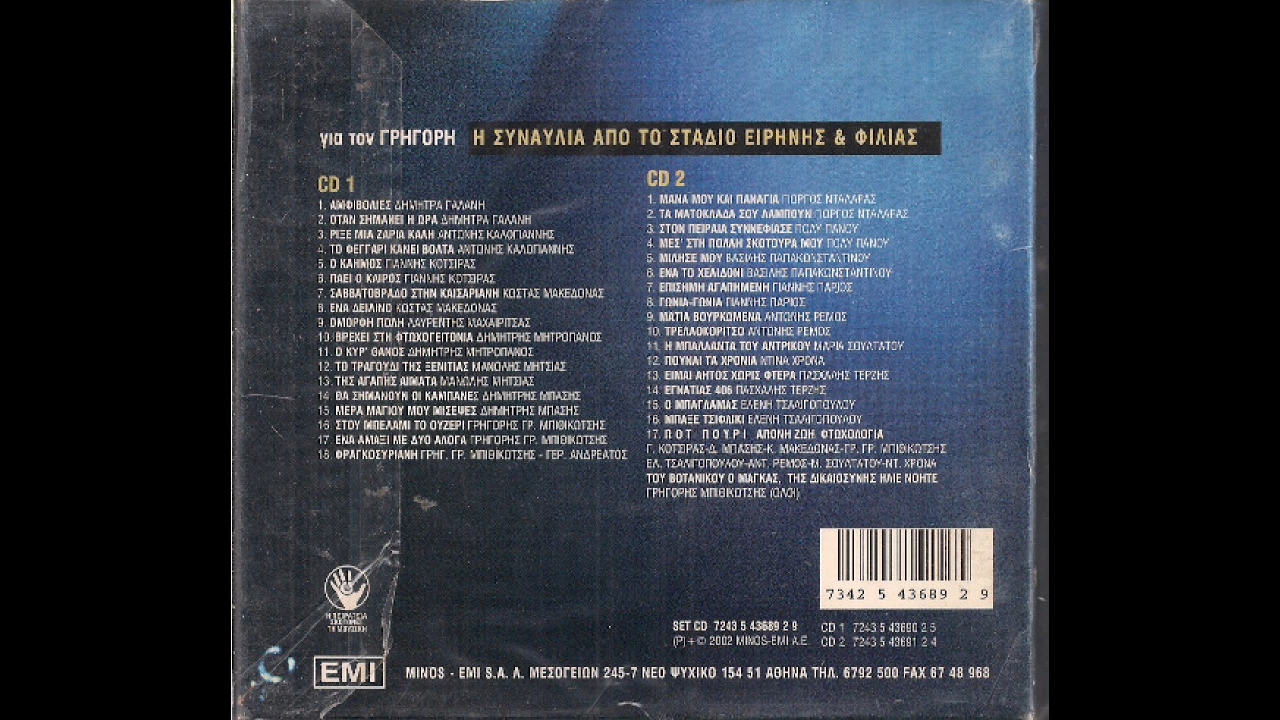 για τον ΓΡΗΓΟΡΗ Η ΣΥΝΑΥΛΙΑ ΑΠΟ ΤΟ ΣΤΑΔΙΟ ΕΙΡΗΝΗΣ & ΦΙΛΙΑΣ
CD 1
1. ΑΜΦΙΒΟΛΙΕΣ ΔΗΜΗΤΡΑ ΓΑΛΑΝΗ
2. ΟΤΑΝ ΣΗΜΑΝΕΙ Η ΩΡΑ ΔΗΜΗΤΡΑ ΓΑΛΑΝΗ
3. ΡΙΞΕ ΜΙΑ ΖΑΡΙΑ ΚΑΛΗ ΑΝΤΩΝΗΣ ΚΑΛΟΓΙΑΝΝΗΣ
4. ΤΟ ΦΕΓΓΑΡΙ ΚΑΝΕΙ ΒΟΛΤΑ ΑΝΤΩΝΗΣ ΚΑΛΟΓΙΑΝΝΗΣ
5. Ο ΚΑΗΜΟΣ ΓΙΑΝΝΗΣ ΚΟΤΣΙΡΑΣ
6. ΠΑΕΙ Ο ΚΑΙΡΟΣ ΓΙΑΝΝΗΣ ΚΟΤΣΙΡΑΣ
7. ΣΑΒΒΑΤΟΒΡΑΔΟ ΣΤΗΝ ΚΑΙΣΑΡΙΑΝΗ ΚΩΣΤΑΣ ΜΑΚΕΔΟΝΑΣ
8. ΕΝΑ ΔΕΙΛΙΝΟ ΚΩΣΤΑΣ ΜΑΚΕΔΟΝΑΣ
9. ΟΜΟΡΦΗ ΠΟΛΗ ΛΑΥΡΕΝΤΗΣ ΜΑΧΑΙΡΙΤΣΑΣ
10. ΒΡΕΧΕΙ ΣΤΗ ΦΤΩΧΟΓΕΙΤΟΝΙΑ ΔΗΜΗΤΡΗΣ ΜΗΤΡΟΠΑΝΟΣ
11. Ο ΚΥΡ' ΘΑΝΟΣ ΔΗΜΗΤΡΗΣ ΜΗΤΡΟΠΑΝΟΣ
12. ΤΟ ΤΡΑΓΟΥΔΙ ΤΗΣ ΞΕΝΙΤΙΑΣ ΜΑΝΩΛΗΣ ΜΗΤΣΙΑΣ
13. ΤΗΣ ΑΓΑΠΗΣ ΑΙΜΑΤΑ ΜΑΝΩΛΗΣ ΜΗΤΣΙΑΣ
14. ΘΑ ΣΗΜΑΝΟΥΝ ΟΙ ΚΑΜΠΑΝΕΣ ΔΗΜΗΤΡΗΣ ΜΠΑΣΗΣ
15. ΜΕΡΑ ΜΑΓΙΟΥ ΜΟΥ ΜΙΣΕΨΕΣ ΔΗΜΗΤΡΗΣ ΜΠΑΣΗΣ
16. ΣΤΟΥ ΜΠΕΛΑΜΙ ΤΟ ΟΥΖΕΡΙ ΓΡΗΓΟΡΗΣ ΓΡ. ΜΠΙΘΙΚΩΤΣΗΣ
17. ΕΝΑ ΑΜΑΞΙ ΜΕ ΔΥΟ ΑΛΟΓΑ ΓΡΗΓΟΡΗΣ ΓΡ. ΜΠΙΘΙΚΩΤΣΗΣ
18. ΦΡΑΓΚΟΣΥΡΙΑΝΗ ΓΡΗΓ. ΓΡ. ΜΠΙΘΙΚΩΤΣΗΣ - ΓΕΡ. ΑΝΔΡΕΑΤΟΣ
CD 2
1. ΜΑΝΑ ΜΟΥ ΚΑΙ ΠΑΝΑΓΙΑ ΓΙΩΡΓΟΣ ΝΤΑΛΑΡΑΣ
2. ΤΑ ΜΑΤΟΚΛΑΔΑ ΣΟΥ ΛΑΜΠΟΥΝ ΓΙΩΡΓΟΣ ΝΤΑΛΑΡΑΣ
3. ΣΤΟΝ ΠΕΙΡΑΙΑ ΣΥΝΝΕΦΙΑΣΕ ΠΟΛΥ ΠΑΝΟΥ
4. ΜΕΣ' ΣΤΗ ΠΟΛΛΗ ΣΚΟΤΟΥΡΑ ΜΟΥ ΠΟΛΥ ΠΑΝΟΥ
5. ΜΙΛΗΣΕ ΜΟΥ ΒΑΣΙΛΗΣ ΠΑΠΑΚΩΝΣΤΑΝΤΙΝΟΥ
6. ΕΝΑ ΤΟ ΧΕΛΙΔΟΝΙ ΒΑΣΙΛΗΣ ΠΑΠΑΚΩΝΣΤΑΝΤΙΝΟΥ
7. ΕΠΙΣΗΜΗ ΑΓΑΠΗΜΕΝΗ ΓΙΑΝΝΗΣ ΠΑΡΙΟΣ
8. ΓΩΝΙΑ-ΓΩΝΙΑ ΓΙΑΝΝΗΣ ΠΑΡΙΟΣ
9. ΜΑΤΙΑ ΒΟΥΡΚΩΜΕΝΑ ΑΝΤΩΝΗΣ ΡΕΜΟΣ
10. ΤΡΕΛΛΟΚΟΡΙΤΣΟ ΑΝΤΩΝΗΣ ΡΕΜΟΣ
11. Η ΜΠΑΛΛΑΝΤΑ ΤΟΥ ΑΝΤΡΙΚΟΥ ΜΑΡΙΑ ΣΟΥΛΤΑΤΟΥ
12. ΠΟΥΝΑΙ ΤΑ ΧΡΟΝΙΑ ΝΤΙΝΑ ΧΡΟΝΑ
13. ΕΙΜΑΙ ΑΗΤΟΣ ΧΩΡΙΣ ΦΤΕΡΑ ΠΑΣΧΑΛΗΣ ΤΕΡΖΗΣ
14. ΕΓΝΑΤΙΑΣ 406 ΠΑΣΧΑΛΗΣ ΤΕΡΖΗΣ
15. Ο ΜΠΑΓΛΑΜΑΣ ΕΛΕΝΗ ΤΣΑΛΙΓΟΠΟΥΛΟΥ
16. ΜΠΑΞΕ ΤΣΙΦΛΙΚΙ ΕΛΕΝΗ ΤΣΑΛΙΓΟΠΟΥΛΟΥ
17. Π Ο Τ Π Ο Υ Ρ Ι ΑΠΟΝΗ ΖΩΗ, ΦΤΩΧΟΛΟΓΙΑ
Γ. ΚΟΤΣΙΡΑΣ-Δ. ΜΠΑΣΗΣ-Κ. ΜΑΚΕΔΟΝΑΣ-ΓΡ. ΓΡ. ΜΠΙΘΙΚΩΤΣΗΣ
ΕΛ. ΤΣΑΛΙΓΟΠΟΥΛΟΥ-ΑΝΤ. ΡΕΜΟΣ-Μ. ΣΟΥΛΤΑΤΟΥ-ΝΤ. ΧΡΟΝΑ
ΤΟΥ ΒΟΤΑΝΙΚΟΥ Ο ΜΑΓΚΑΣ, ΤΗΣ ΔΙΚΑΙΟΣΥΝΗΣ ΗΛΙΕ ΝΟΗΤΕ
ΓΡΗΓΟΡΗΣ ΜΠΙΘΙΚΩΤΣΗΣ (ΟΛΟΙ)
7342 5 43689 2 9
Η ΠΕΙΡΑΤΕΙΑ
ΣΚΟΤΩΝΕΙ
ΤΗ ΜΟΥΣΙΚΗ
SET CD 7243 5 43689 2 9 CD 1 7243 5 43690 2 5
(P) + © 2002 MINOS-EMI A.E. CD 2 7243 5 43691 2 4
EMI MINOS - EMI S.A. Λ. ΜΕΣΟΓΕΙΩΝ 245-7 ΝΕΟ ΨΥΧΙΚΟ 154 51 ΑΘΗΝΑ ΤΗΛ. 6792 500 FAX 67 48 968